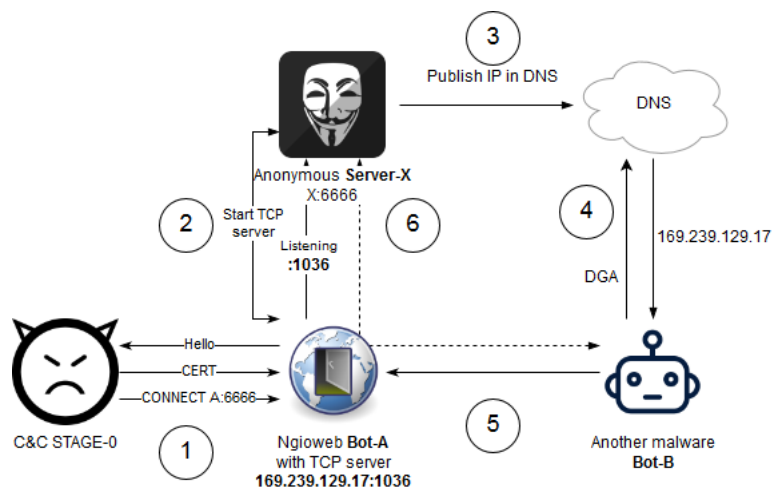 3
Publish IP in DNS
DNS
Anonymous Server-X
X:6666
2
Start TCP
server
6
4
Listening
:1036
169.239.129.17
DGA
Hello
CERT
CONNECT A:6666
C&C STAGE-0
1
Ngioweb Bot-A
with TCP server
169.239.129.17:1036
5
Another malware
Bot-B